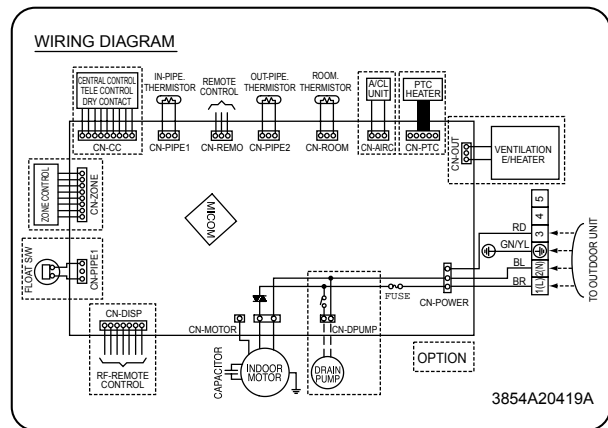 WIRING DIAGRAM
CENTRAL CONTROL
TELE CONTROL
DRY CONTACT
CN-CC
IN-PIPE.
THERMISTOR
CN-PIPE1
REMOTE
CONTROL
CN-REMO
OUT-PIPE.
THERMISTOR
CN-PIPE2
ROOM.
THERMISTOR
CN-ROOM
A/CL
UNIT
CN-AIRC
PTC
HEATER
CN-PTC
CN-OUT
VENTILATION
E/HEATER
ZONE CONTROL
CN-ZONE
MICOM
FLOAT S/W
CN-PIPE1
5
4
3
2(N)
1(L)
RD
GN/YL
BL
BR
TO OUTDOOR UNIT
FUSE
CN-POWER
CN-DISP
RF-REMOTE
CONTROL
CN-MOTOR
CAPACITOR
INDOOR
MOTOR
CN-DPUMP
DRAIN
PUMP
OPTION
3854A20419A